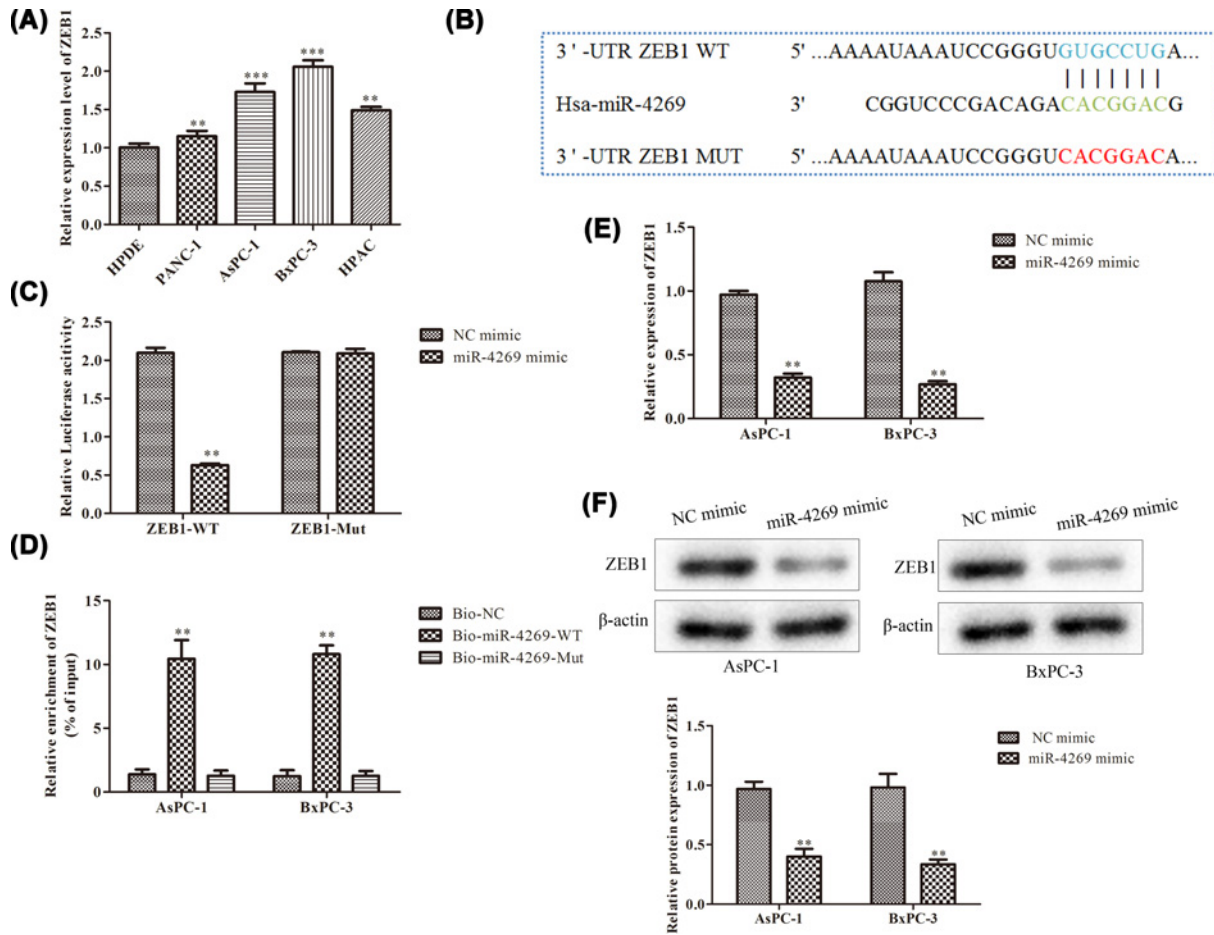 (A)
Relative expression level of ZEB1
2.5
2.0
1.5
1.0
0.5
0.0
** *** *** **
HPDE PANC-1 AsPC-1 BxPC-3 HPAC
(B)
3 ' -UTR ZEB1 WT 5' ...AAAAUAAAUCCGGGUGUGCCUGA...
Hsa-miR-4269 3' CGGUCCCGACAGACACGGACG
3 ' -UTR ZEB1 MUT 5' ...AAAAUAAAUCCGGGUCACGGACA...
(C)
Relative Luciferase acitivity
2.5
2.0
1.5
1.0
0.5
0.0
**
ZEB1-WT ZEB1-Mut
NC mimic
miR-4269 mimic
(D)
Relative enrichment of ZEB1
(% of input)
15
10
5
0
** **
AsPC-1 BxPC-3
Bio-NC
Bio-miR-4269-WT
Bio-miR-4269-Mut
(E)
Relative expression of ZEB1
1.5
1.0
0.5
0.0
** **
AsPC-1 BxPC-3
NC mimic
miR-4269 mimic
(F)
NC mimic miR-4269 mimic
ZEB1
β-actin
AsPC-1
NC mimic miR-4269 mimic
ZEB1
β-actin
BxPC-3
Relative protein expression of ZEB1
1.5
1.0
0.5
0.0
** **
AsPC-1 BxPC-3
NC mimic
miR-4269 mimic